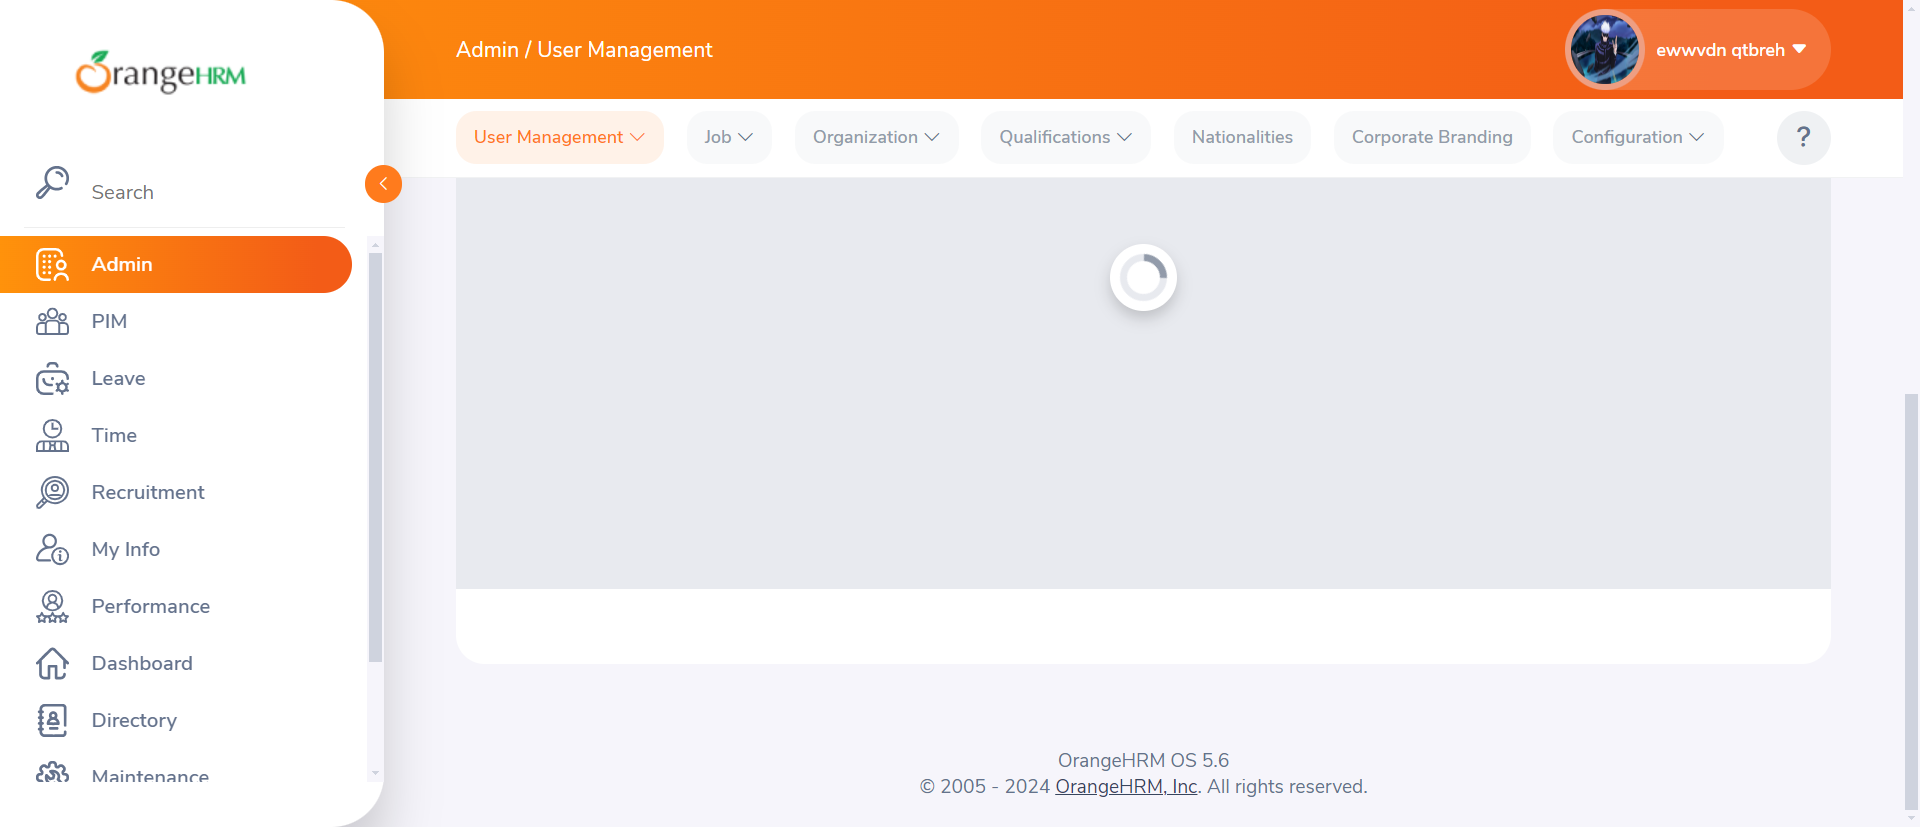 OrangeHRM
Search
Admin
PIM
Leave
Time
Recruitment
My Info
Performance
Dashboard
Directory
Maintenance
Admin / User Management
ewwvdn qtbreh
User Management
Job
Organization
Qualifications
Nationalities
Corporate Branding
Configuration
?
OrangeHRM OS 5.6
© 2005 - 2024 OrangeHRM, Inc. All rights reserved.